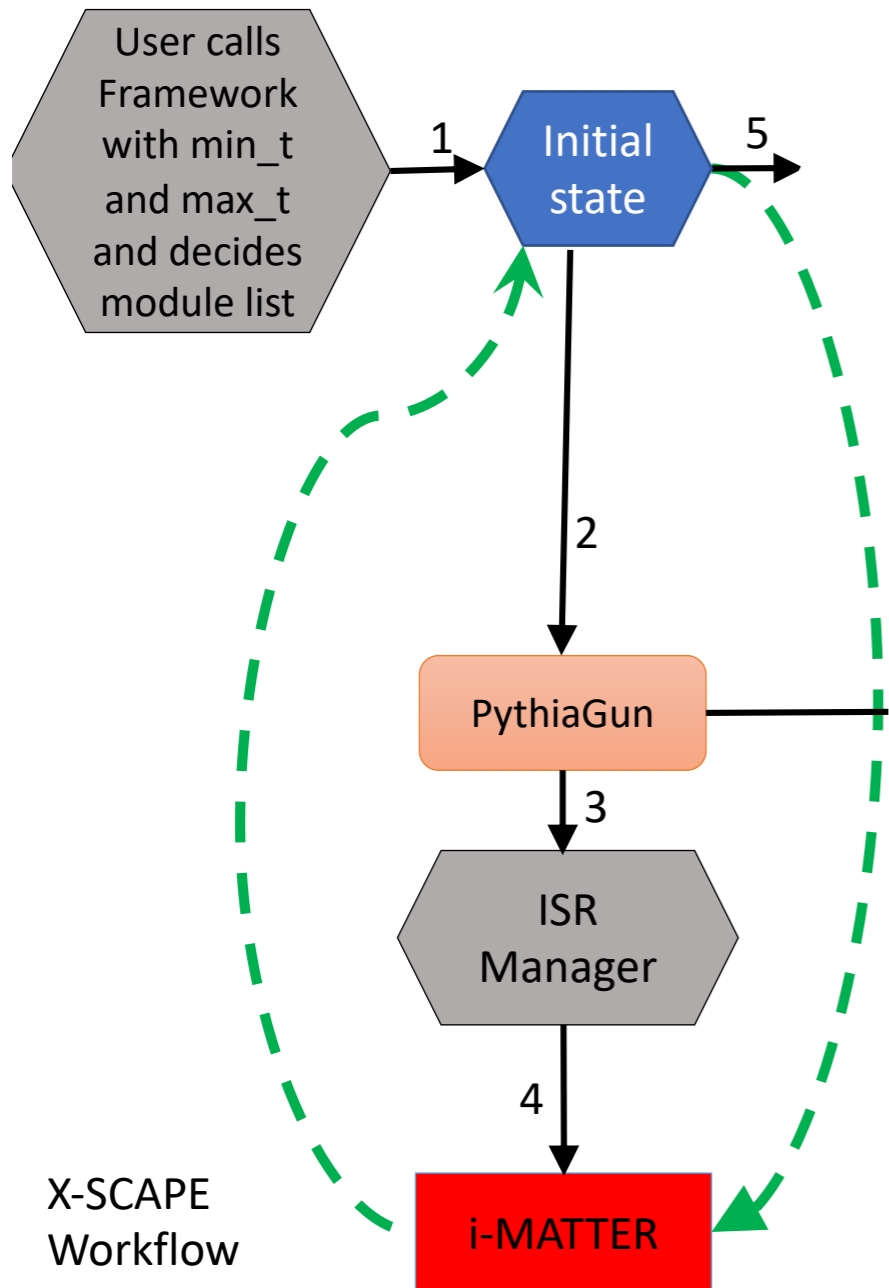 User calls
Framework
with min_t
and max_t
and decides
module list
1
Initial
state
5
2
PythiaGun
3
ISR
Manager
4
i-MATTER
X-SCAPE
Workflow